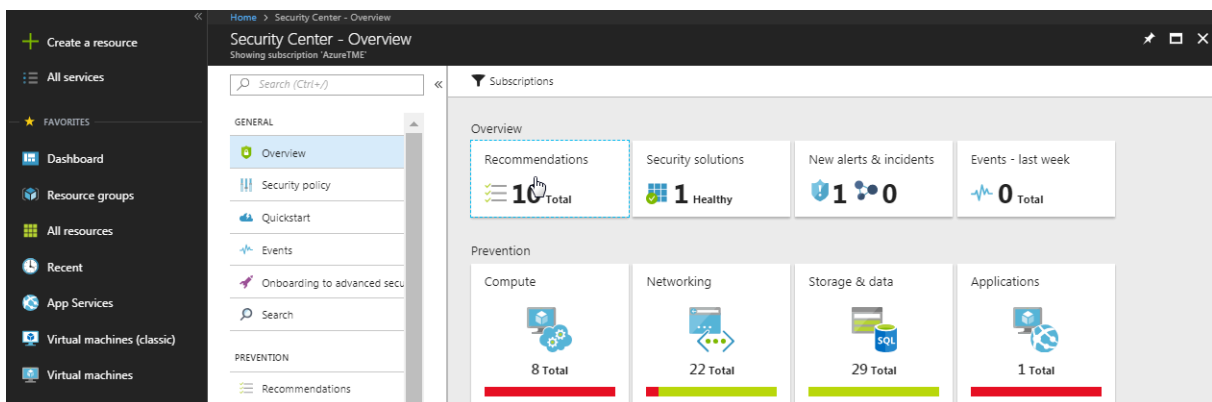 Home > Security Center - Overview
Security Center - Overview
Showing subscription 'AzureTME'
Create a resource
All services
FAVORITES
Dashboard
Resource groups
All resources
Recent
App Services
Virtual machines (classic)
Virtual machines
Search (Ctrl+/)
GENERAL
Overview
Security policy
Quickstart
Events
Onboarding to advanced secu
Search
PREVENTION
Recommendations
Subscriptions
Overview
Recommendations
Total
Security solutions
1 Healthy
New alerts & incidents
1 0
Events - last week
0 Total
Prevention
Compute
8 Total
Networking
22 Total
Storage & data
SQL
29 Total
Applications
1 Total